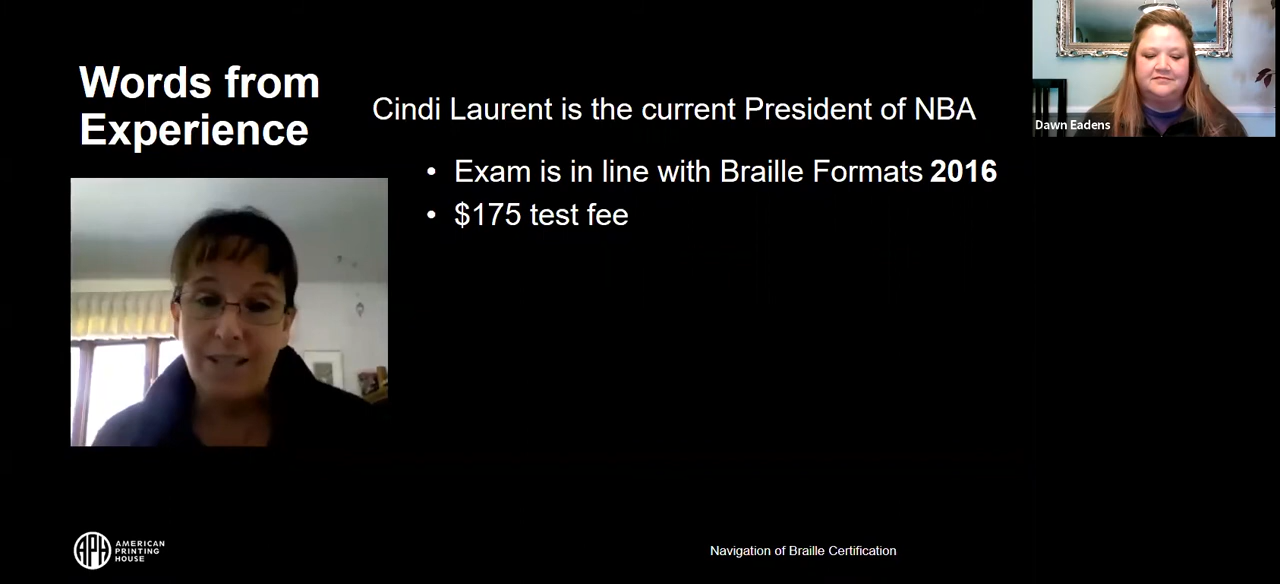 Words from
Experience
Cindi Laurent is the current President of NBA
• Exam is in line with Braille Formats 2016
• $175 test fee
Dawn Eadens
APH AMERICAN
PRINTING
HOUSE
Navigation of Braille Certification